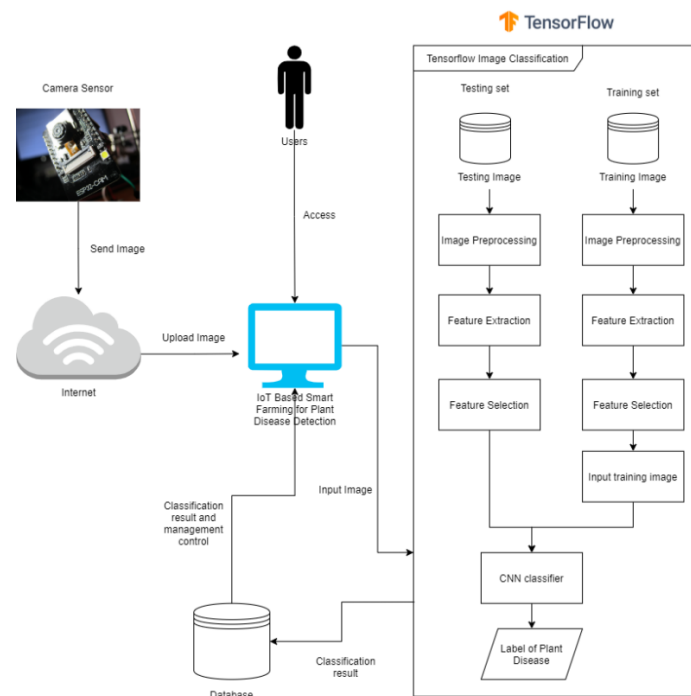 TensorFlow
Tensorflow Image Classification
Camera Sensor
ESP32-CAM
Send Image
Internet
Upload Image
Users
Access
IoT Based Smart
Farming for Plant
Disease Detection
Input Image
Classification
result and
management
control
Database
Classification
result
Testing set
Testing Image
Image Preprocessing
Feature Extraction
Feature Selection
Training set
Training Image
Image Preprocessing
Feature Extraction
Feature Selection
Input training image
CNN classifier
Label of Plant
Disease